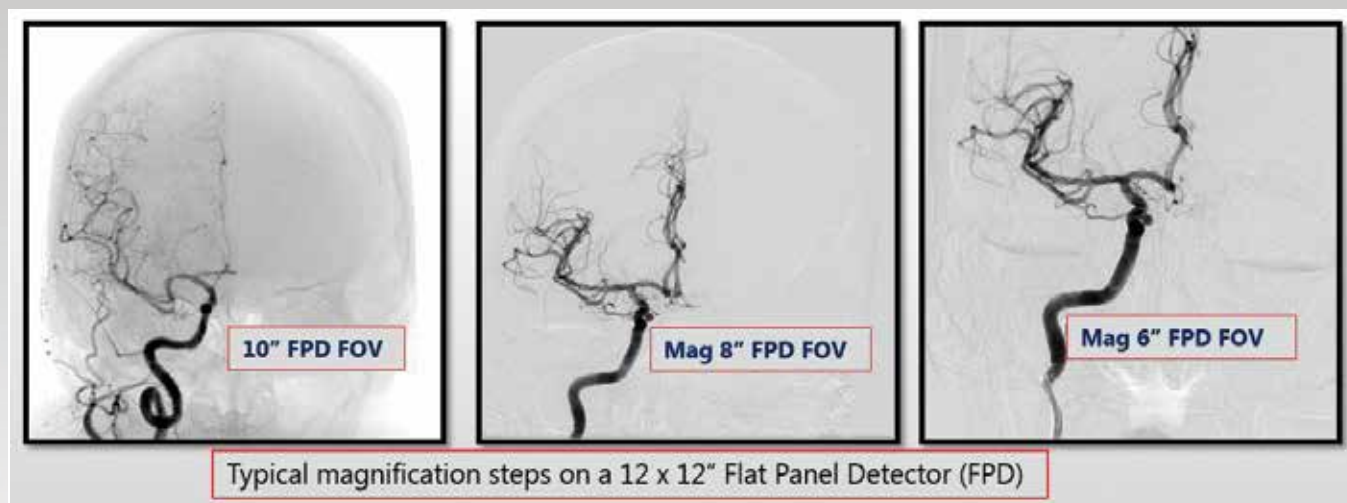 10” FPD FOV
Mag 8” FPD FOV
Mag 6” FPD FOV
Typical magnification steps on a 12 x 12” Flat Panel Detector (FPD)